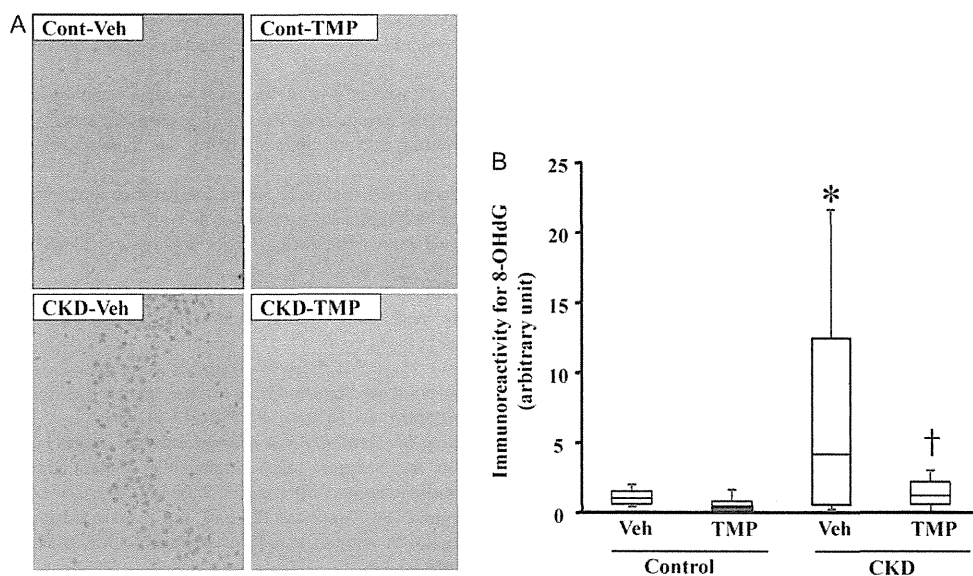 A
Cont-Veh
Cont-TMP
CKD-Veh
CKD-TMP
B
Immunoreactivity for 8-OHdG
(arbitrary unit)
25
20
15
10
5
0
*
†
Veh
TMP
Veh
TMP
Control
CKD